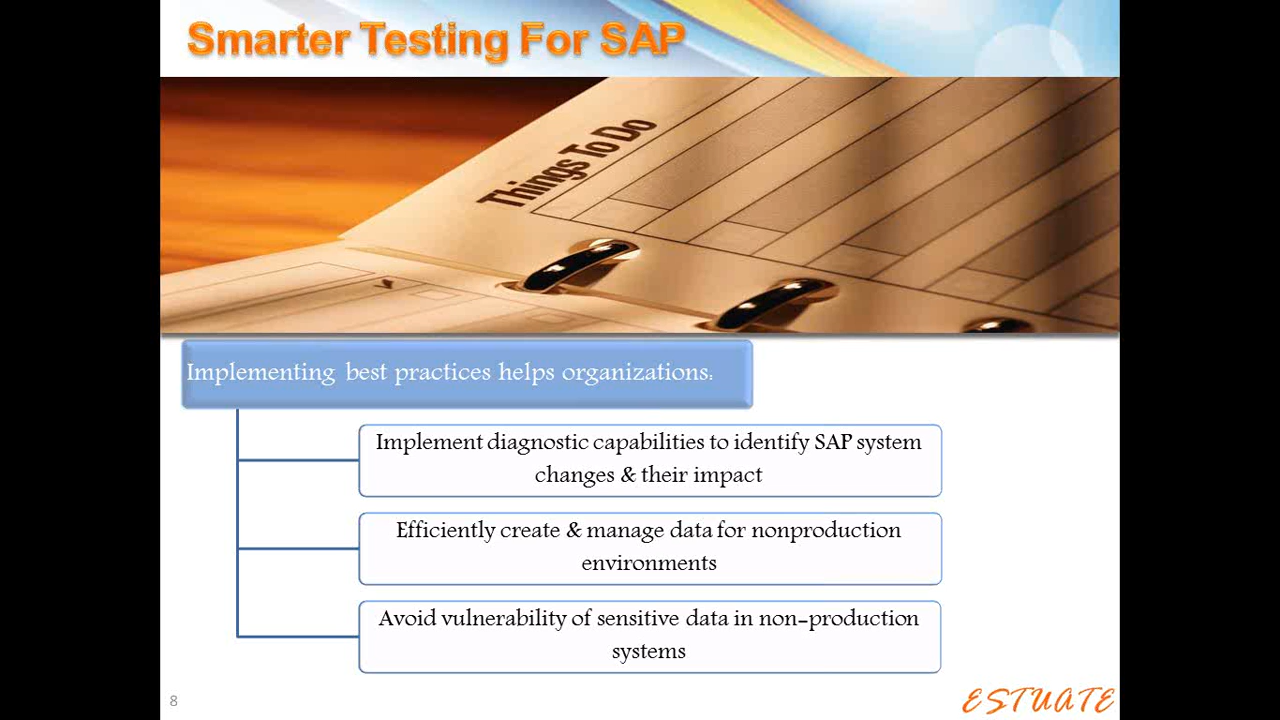 Smarter Testing For SAP
Things To Do
Implementing best practices helps organizations:
Implement diagnostic capabilities to identify SAP system
changes & their impact
Efficiently create & manage data for nonproduction
environments
Avoid vulnerability of sensitive data in non-production
systems
8
ESTUATE